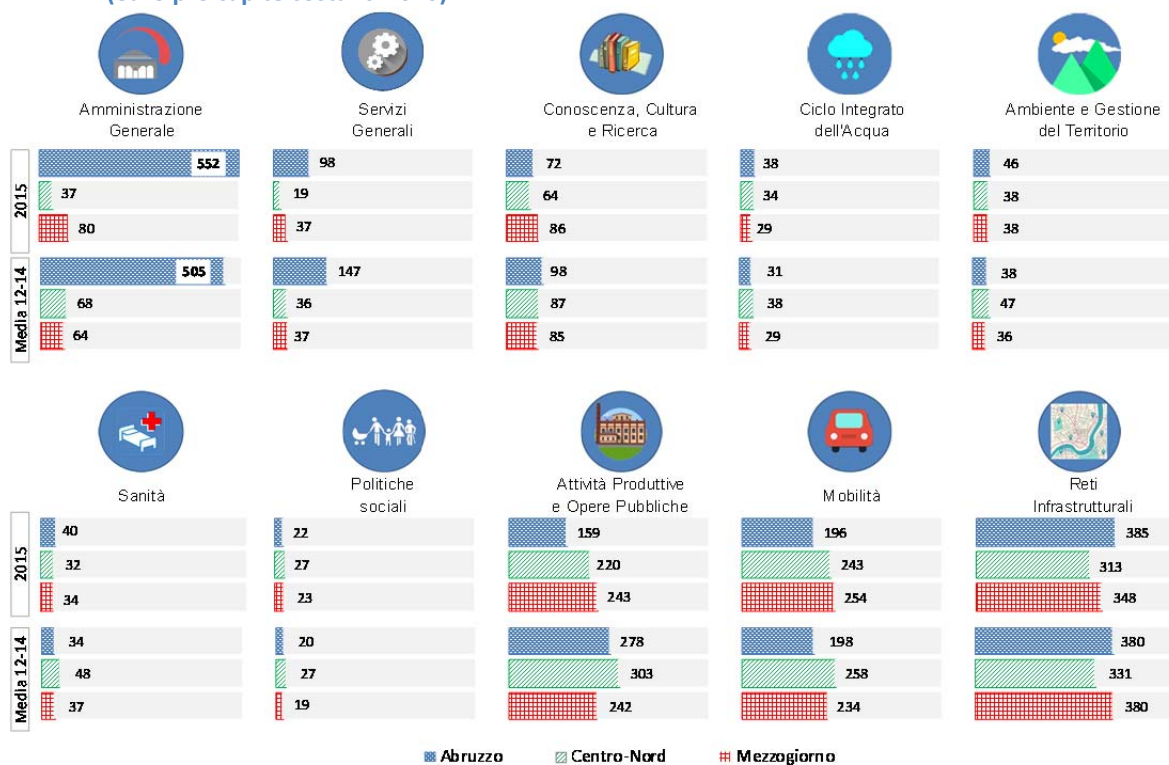 Amministrazione
Generale
Servizi
Generali
Conoscenza, Cultura
e Ricerca
Ciclo Integrato
dell'Acqua
Ambiente e Gestione
del Territorio
2015
552
37
80
98
19
37
72
64
86
38
34
29
46
38
38
Media 12-14
505
68
64
147
36
37
98
87
85
31
38
29
38
47
36
Sanità
Politiche
sociali
Attività Produttive
e Opere Pubbliche
Mobilità
Reti
Infrastrutturali
2015
40
32
34
22
27
23
159
220
243
196
243
254
385
313
348
Media 12-14
34
48
37
20
27
19
278
303
242
198
258
234
380
331
380
Abruzzo Centro-Nord Mezzogiorno